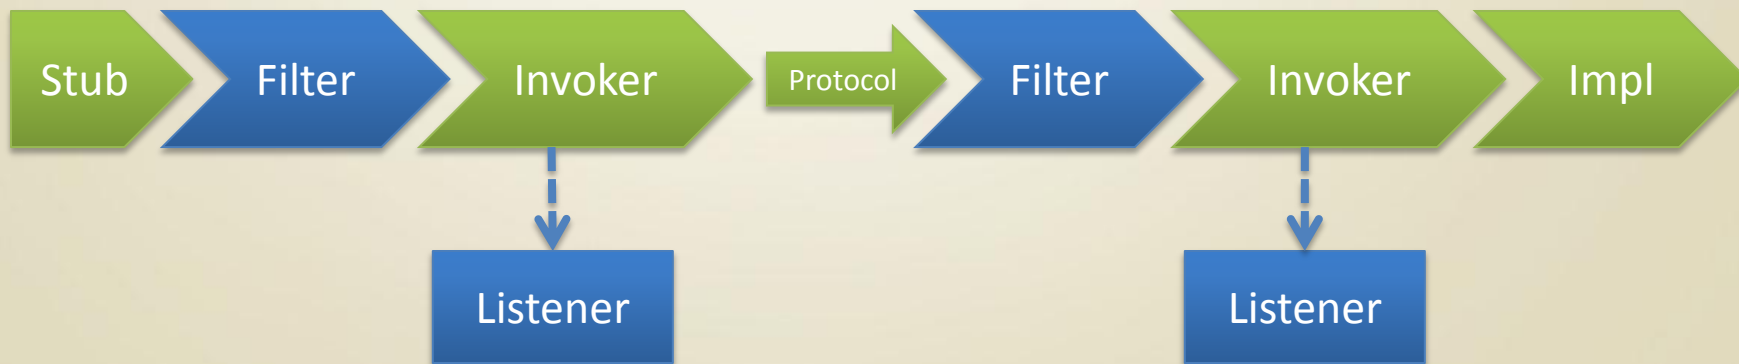 Stub
Filter
Invoker
Protocol
Filter
Invoker
Impl
Listener
Listener